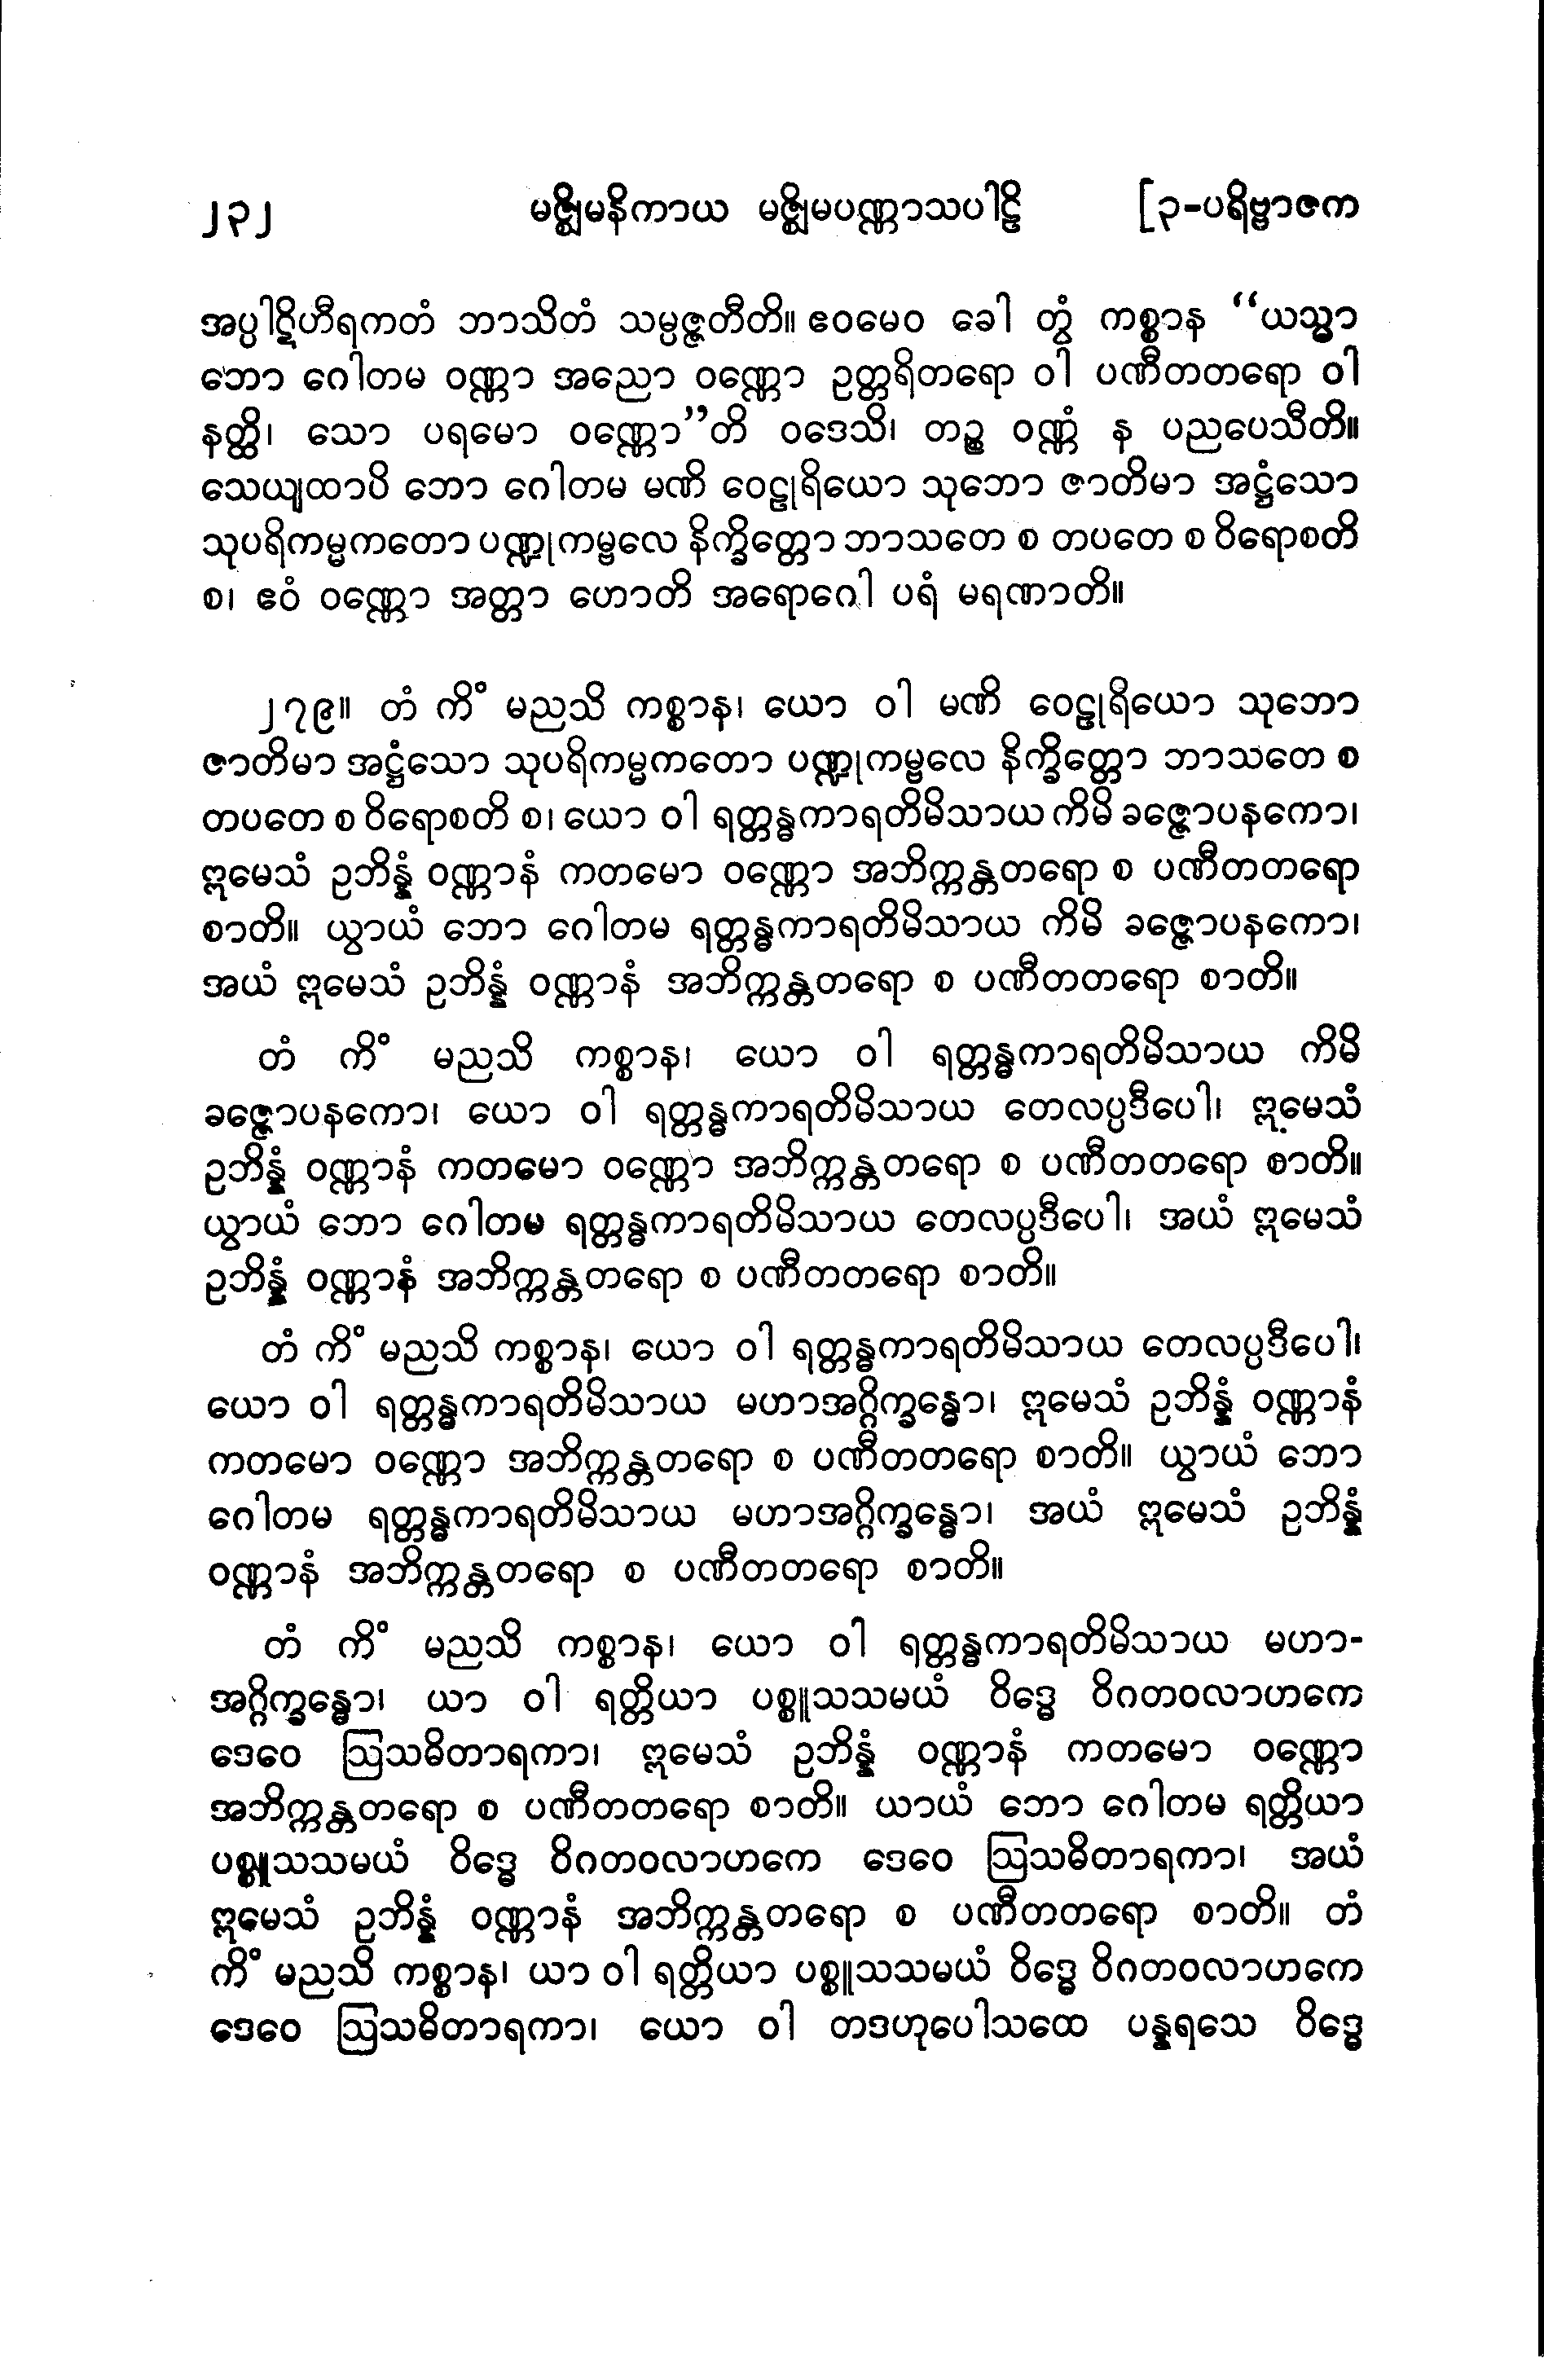 ၂၃၂ မဇ္ဈိမနိကာယ မဇ္ဈိမပဏ္ဏာသပါဠိ [၃-ပရိဗ္ဗာဇက
အပ္ပါဋိဟီရကတံ ဘာသိတံ သမ္ပဇ္ဇတီတိ။ ဧဝမေဝ ခေါ တွံ ကစ္စာန “ယသ္မာ
ဘော ဂေါတမ ဝဏ္ဏာ အညော ဝဏ္ဏော ဥတ္တရိတရော ဝါ ပဏီတတရော ဝါ
နတ္ထိ၊ သော ပရမော ဝဏ္ဏော”တိ ဝဒေသိ၊ တဉ္စ ဝဏ္ဏံ န ပညပေသီတိ။
သေယျထာပိ ဘော ဂေါတမ မဏိ ဝေဠုရိယော သုဘော ဇာတိမာ အဋ္ဌံသော
သုပရိကမ္မကတော ပဏ္ဍုကမ္ဗလေ နိက္ခိတ္တော ဘာသတေ စ တပတေ စ ဝိရောစတိ
စ၊ ဧဝံ ဝဏ္ဏော အတ္တာ ဟောတိ အရောဂေါ ပရံ မရဏာတိ။
၂၇၉။ တံ ကိံ မညသိ ကစ္စာန၊ ယော ဝါ မဏိ ဝေဠုရိယော သုဘော
ဇာတိမာ အဋ္ဌံသော သုပရိကမ္မကတော ပဏ္ဍုကမ္ဗလေ နိက္ခိတ္တော ဘာသတေ စ
တပတေ စ ဝိရောစတိ စ၊ ယော ဝါ ရတ္တန္ဓကာရတိမိသာယ ကိမိ ခဇ္ဇောပနကော၊
ဣမေသံ ဥဘိန္နံ ဝဏ္ဏာနံ ကတမော ဝဏ္ဏော အဘိက္ကန္တတရော စ ပဏီတတရော
စာတိ။ ယွာယံ ဘော ဂေါတမ ရတ္တန္ဓကာရတိမိသာယ ကိမိ ခဇ္ဇောပနကော၊
အယံ ဣမေသံ ဥဘိန္နံ ဝဏ္ဏာနံ အဘိက္ကန္တတရော စ ပဏီတတရော စာတိ။
တံ ကိံ မညသိ ကစ္စာန၊ ယော ဝါ ရတ္တန္ဓကာရတိမိသာယ ကိမိ
ခဇ္ဇောပနကော၊ ယော ဝါ ရတ္တန္ဓကာရတိမိသာယ တေလပ္ပဒီပေါ၊ ဣမေသံ
ဥဘိန္နံ ဝဏ္ဏာနံ ကတမော ဝဏ္ဏော အဘိက္ကန္တတရော စ ပဏီတတရော စာတိ။
ယွာယံ ဘော ဂေါတမ ရတ္တန္ဓကာရတိမိသာယ တေလပ္ပဒီပေါ၊ အယံ ဣမေသံ
ဥဘိန္နံ ဝဏ္ဏာနံ အဘိက္ကန္တတရော စ ပဏီတတရော စာတိ။
တံ ကိံ မညသိ ကစ္စာန၊ ယော ဝါ ရတ္တန္ဓကာရတိမိသာယ တေလပ္ပဒီပေါ၊
ယော ဝါ ရတ္တန္ဓကာရတိမိသာယ မဟာအဂ္ဂိက္ခန္ဓော၊ ဣမေသံ ဥဘိန္နံ ဝဏ္ဏာနံ
ကတမော ဝဏ္ဏော အဘိက္ကန္တတရော စ ပဏီတတရော စာတိ။ ယွာယံ ဘော
ဂေါတမ ရတ္တန္ဓကာရတိမိသာယ မဟာအဂ္ဂိက္ခန္ဓော၊ အယံ ဣမေသံ ဥဘိန္နံ
ဝဏ္ဏာနံ အဘိက္ကန္တတရော စ ပဏီတတရော စာတိ။
တံ ကိံ မညသိ ကစ္စာန၊ ယော ဝါ ရတ္တန္ဓကာရတိမိသာယ မဟာ-
အဂ္ဂိက္ခန္ဓော၊ ယာ ဝါ ရတ္တိယာ ပစ္စူသသမယံ ဝိဒ္ဓေ ဝိဂတဝလာဟကေ
ဒေဝေ ဩသဓိတာရကာ၊ ဣမေသံ ဥဘိန္နံ ဝဏ္ဏာနံ ကတမော ဝဏ္ဏော
အဘိက္ကန္တတရော စ ပဏီတတရော စာတိ။ ယာယံ ဘော ဂေါတမ ရတ္တိယာ
ပစ္စူသသမယံ ဝိဒ္ဓေ ဝိဂတဝလာဟကေ ဒေဝေ ဩသဓိတာရကာ၊ အယံ
ဣမေသံ ဥဘိန္နံ ဝဏ္ဏာနံ အဘိက္ကန္တတရော စ ပဏီတတရော စာတိ။ တံ
ကိံ မညသိ ကစ္စာန၊ ယာ ဝါ ရတ္တိယာ ပစ္စူသသမယံ ဝိဒ္ဓေ ဝိဂတဝလာဟကေ
ဒေဝေ ဩသဓိတာရကာ၊ ယော ဝါ တဒဟုပေါသထေ ပန္နရသေ ဝိဒ္ဓေ